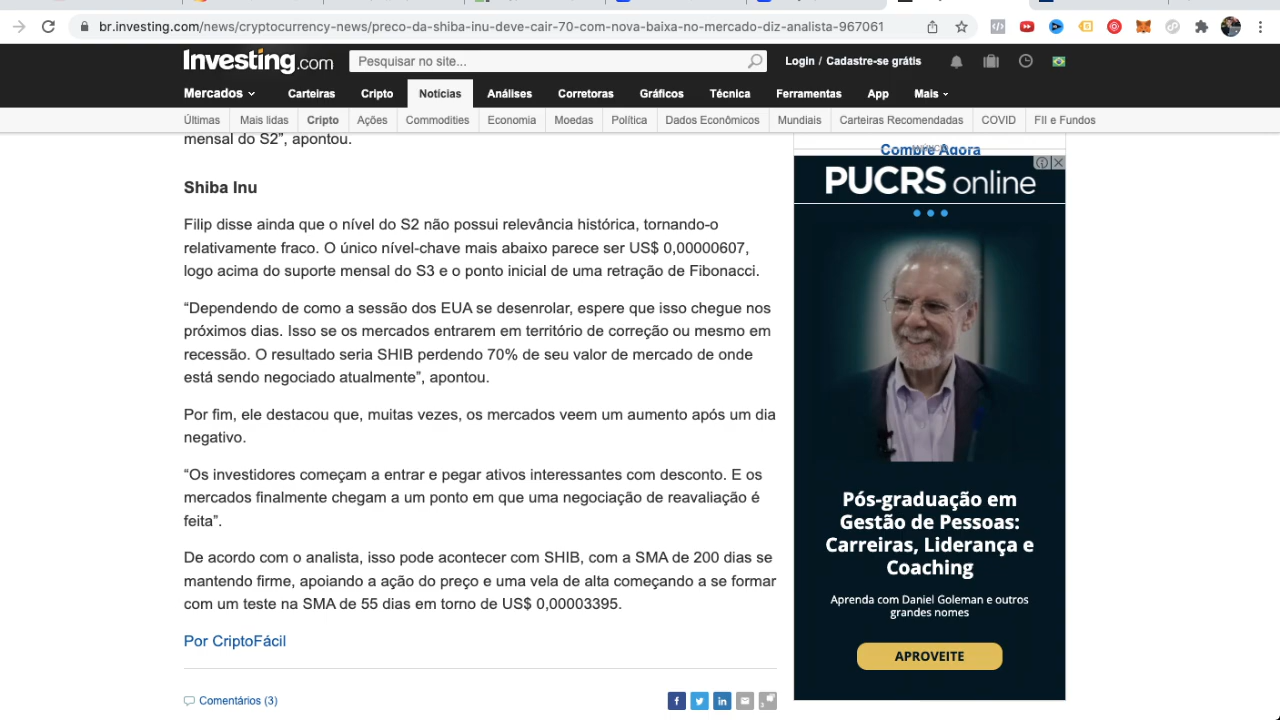 br.investing.com/news/cryptocurrency-news/preco-da-shiba-inu-deve-cair-70-com-nova-baixa-no-mercado-diz-analista-967061
Investing.com
Pesquisar no site...
Login / Cadastre-se grátis
Mercados Carteiras Cripto Notícias Análises Corretoras Gráficos Técnica Ferramentas App Mais
Últimas Mais lidas Cripto Ações Commodities Economia Moedas Política Dados Econômicos Mundiais Carteiras Recomendadas COVID FII e Fundos
mensal do S2”, apontou.
Shiba Inu
Filip disse ainda que o nível do S2 não possui relevância histórica, tornando-o
relativamente fraco. O único nível-chave mais abaixo parece ser US$ 0,00000607,
logo acima do suporte mensal do S3 e o ponto inicial de uma retração de Fibonacci.
“Dependendo de como a sessão dos EUA se desenrolar, espere que isso chegue nos
próximos dias. Isso se os mercados entrarem em território de correção ou mesmo em
recessão. O resultado seria SHIB perdendo 70% de seu valor de mercado de onde
está sendo negociado atualmente”, apontou.
Por fim, ele destacou que, muitas vezes, os mercados veem um aumento após um dia
negativo.
“Os investidores começam a entrar e pegar ativos interessantes com desconto. E os
mercados finalmente chegam a um ponto em que uma negociação de reavaliação é
feita”.
De acordo com o analista, isso pode acontecer com SHIB, com a SMA de 200 dias se
mantendo firme, apoiando a ação do preço e uma vela de alta começando a se formar
com um teste na SMA de 55 dias em torno de US$ 0,00003395.
Por CriptoFácil
Comentários (3)
3
Combre Agora
PUCRS online
Pós-graduação em
Gestão de Pessoas:
Carreiras, Liderança e
Coaching
Aprenda com Daniel Goleman e outros
grandes nomes
APROVEITE